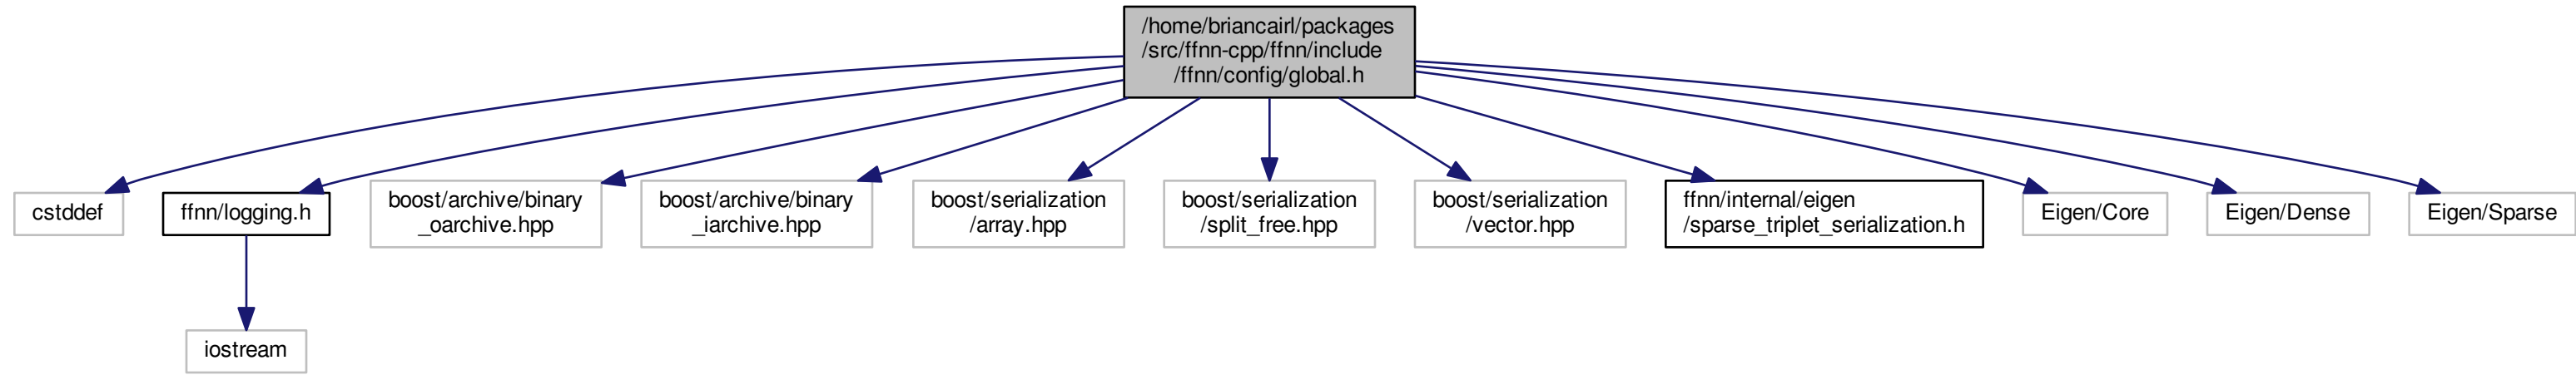 /home/briancairl/packages
/src/ffnn-cpp/ffnn/include
/ffnn/config/global.h
cstddef
ffnn/logging.h
boost/archive/binary
_oarchive.hpp
boost/archive/binary
_iarchive.hpp
boost/serialization
/array.hpp
boost/serialization
/split_free.hpp
boost/serialization
/vector.hpp
ffnn/internal/eigen
/sparse_triplet_serialization.h
Eigen/Core
Eigen/Dense
Eigen/Sparse
iostream